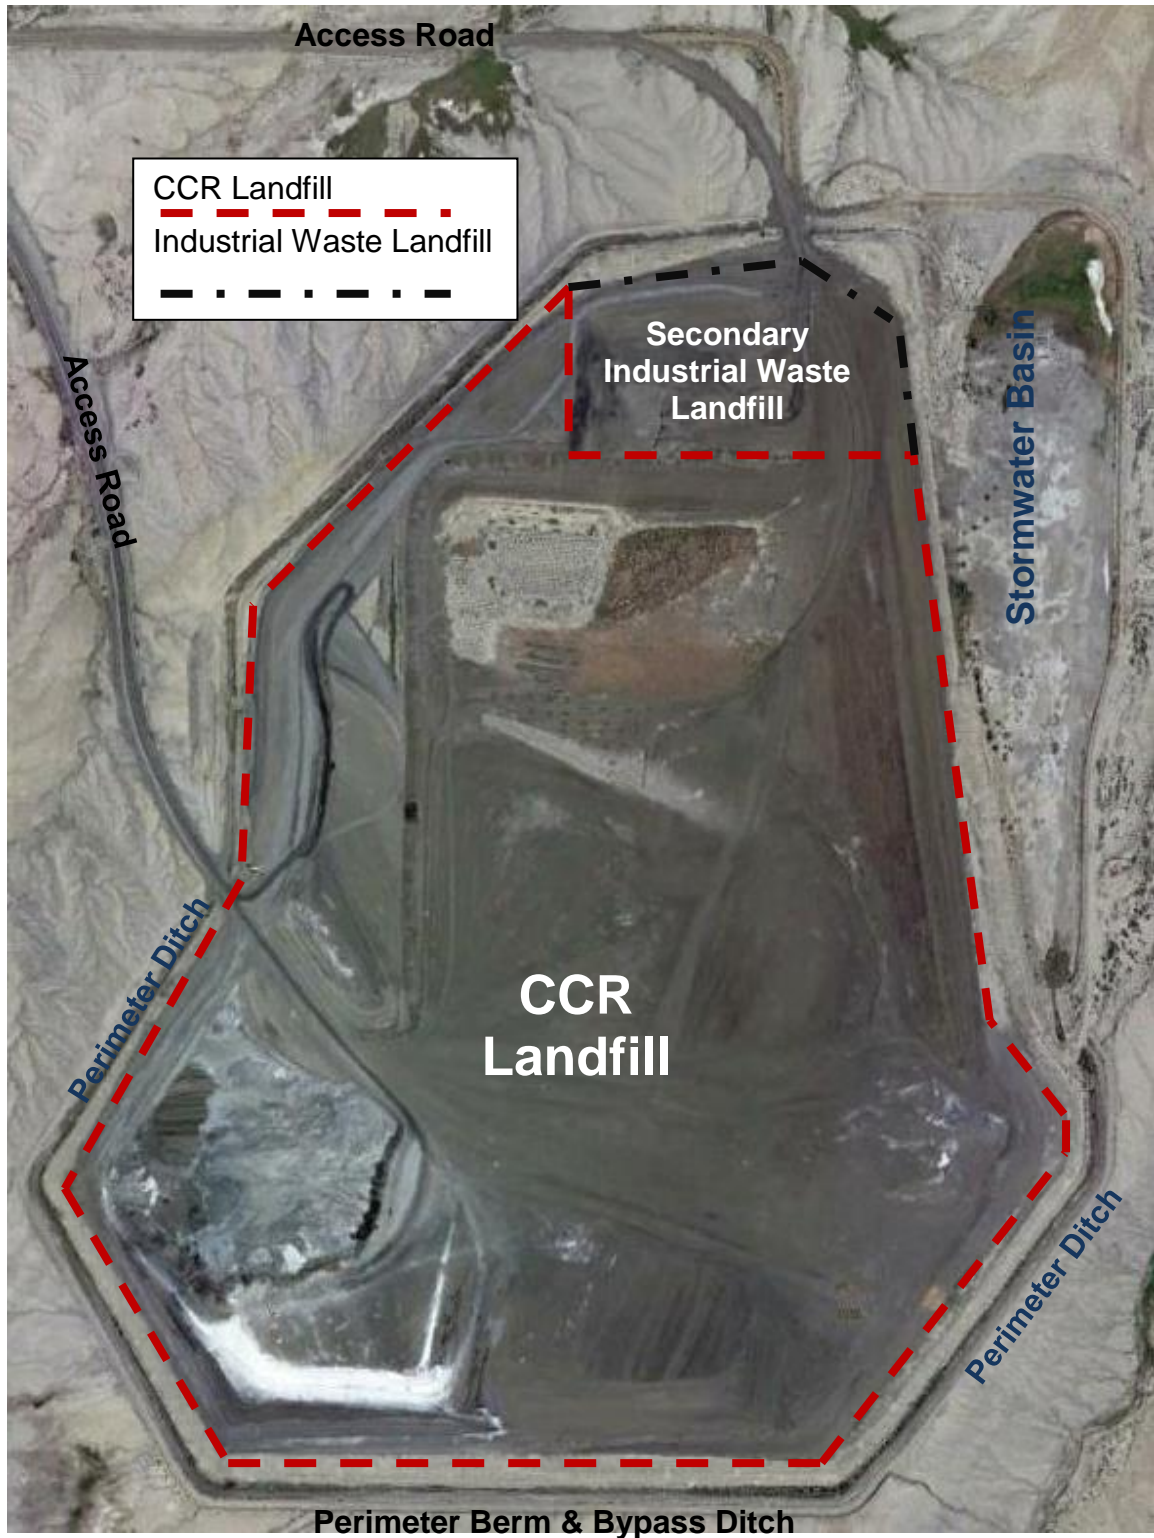 Access Road
CCR Landfill
Industrial Waste Landfill
Secondary
Industrial Waste
Landfill
Stormwater Basin
Access Road
Perimeter Ditch
CCR
Landfill
Perimeter Ditch
Perimeter Berm & Bypass Ditch